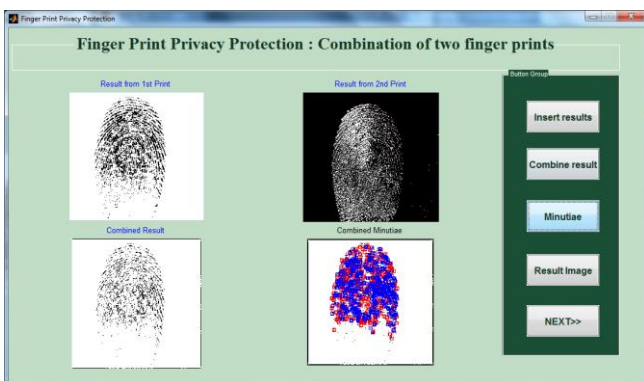 Finger Print Privacy Protection
Finger Print Privacy Protection : Combination of two finger prints
Result from 1st Print
Result from 2nd Print
Combined Result
Combined Minutiae
Button Group
Insert results
Combine result
Minutiae
Result Image
NEXT>>